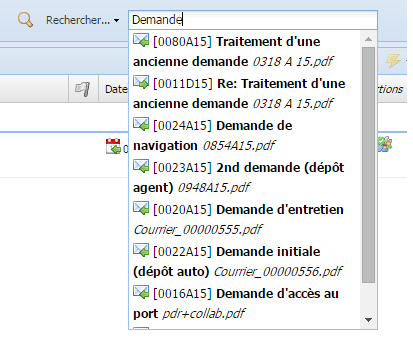 Rechercher... Demande
[0080A15] Traitement d'une
ancienne demande 0318 A 15.pdf
[0011D15] Re: Traitement d'une
ancienne demande 0318 A 15.pdf
Date
ctions
[0024A15] Demande de
navigation 0854A15.pdf
[0023A15] 2nd demande (dépôt
agent) 0948A15.pdf
[0020A15] Demande d'entretien
Courrier_00000555.pdf
[0022A15] Demande initiale
(dépôt auto) Courrier_00000556.pdf
[0016A15] Demande d'accès au
port pdr+collab.pdf